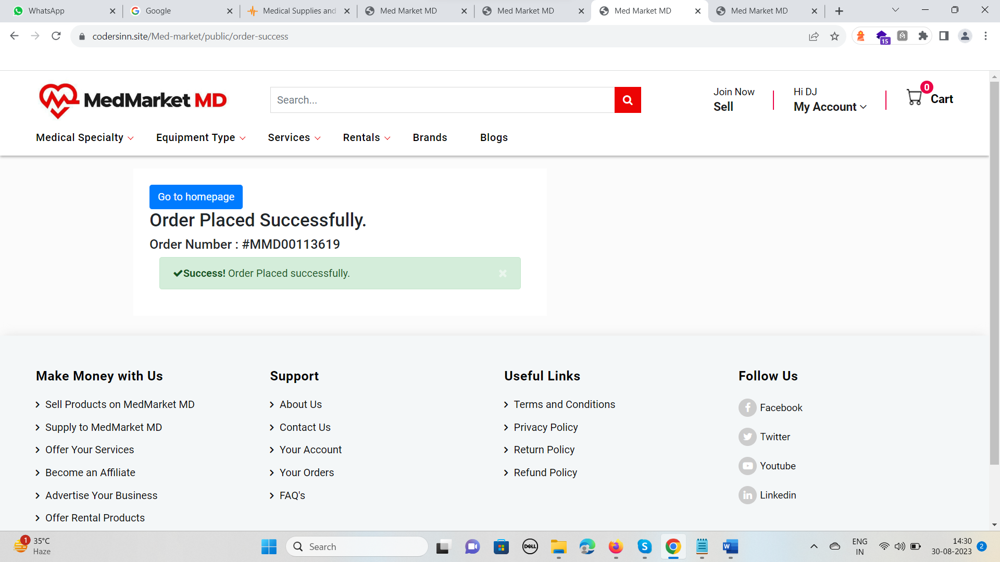 WhatsApp
Google
Medical Supplies and
Med Market MD
Med Market MD
Med Market MD
Med Market MD
codersinn.site/Med-market/public/order-success
15
MedMarket MD
Search...
Join Now
Sell
Hi DJ
My Account
0
Cart
Medical Specialty
Equipment Type
Services
Rentals
Brands
Blogs
Go to homepage
Order Placed Successfully.
Order Number : #MMD00113619
Success! Order Placed successfully.
Make Money with Us
Sell Products on MedMarket MD
Supply to MedMarket MD
Offer Your Services
Become an Affiliate
Advertise Your Business
Offer Rental Products
Support
About Us
Contact Us
Your Account
Your Orders
FAQ's
Useful Links
Terms and Conditions
Privacy Policy
Return Policy
Refund Policy
Follow Us
Facebook
Twitter
Youtube
Linkedin
1
35°C
Haze
Search
DELL
S
W
ENG
IN
14:30
30-08-2023
2